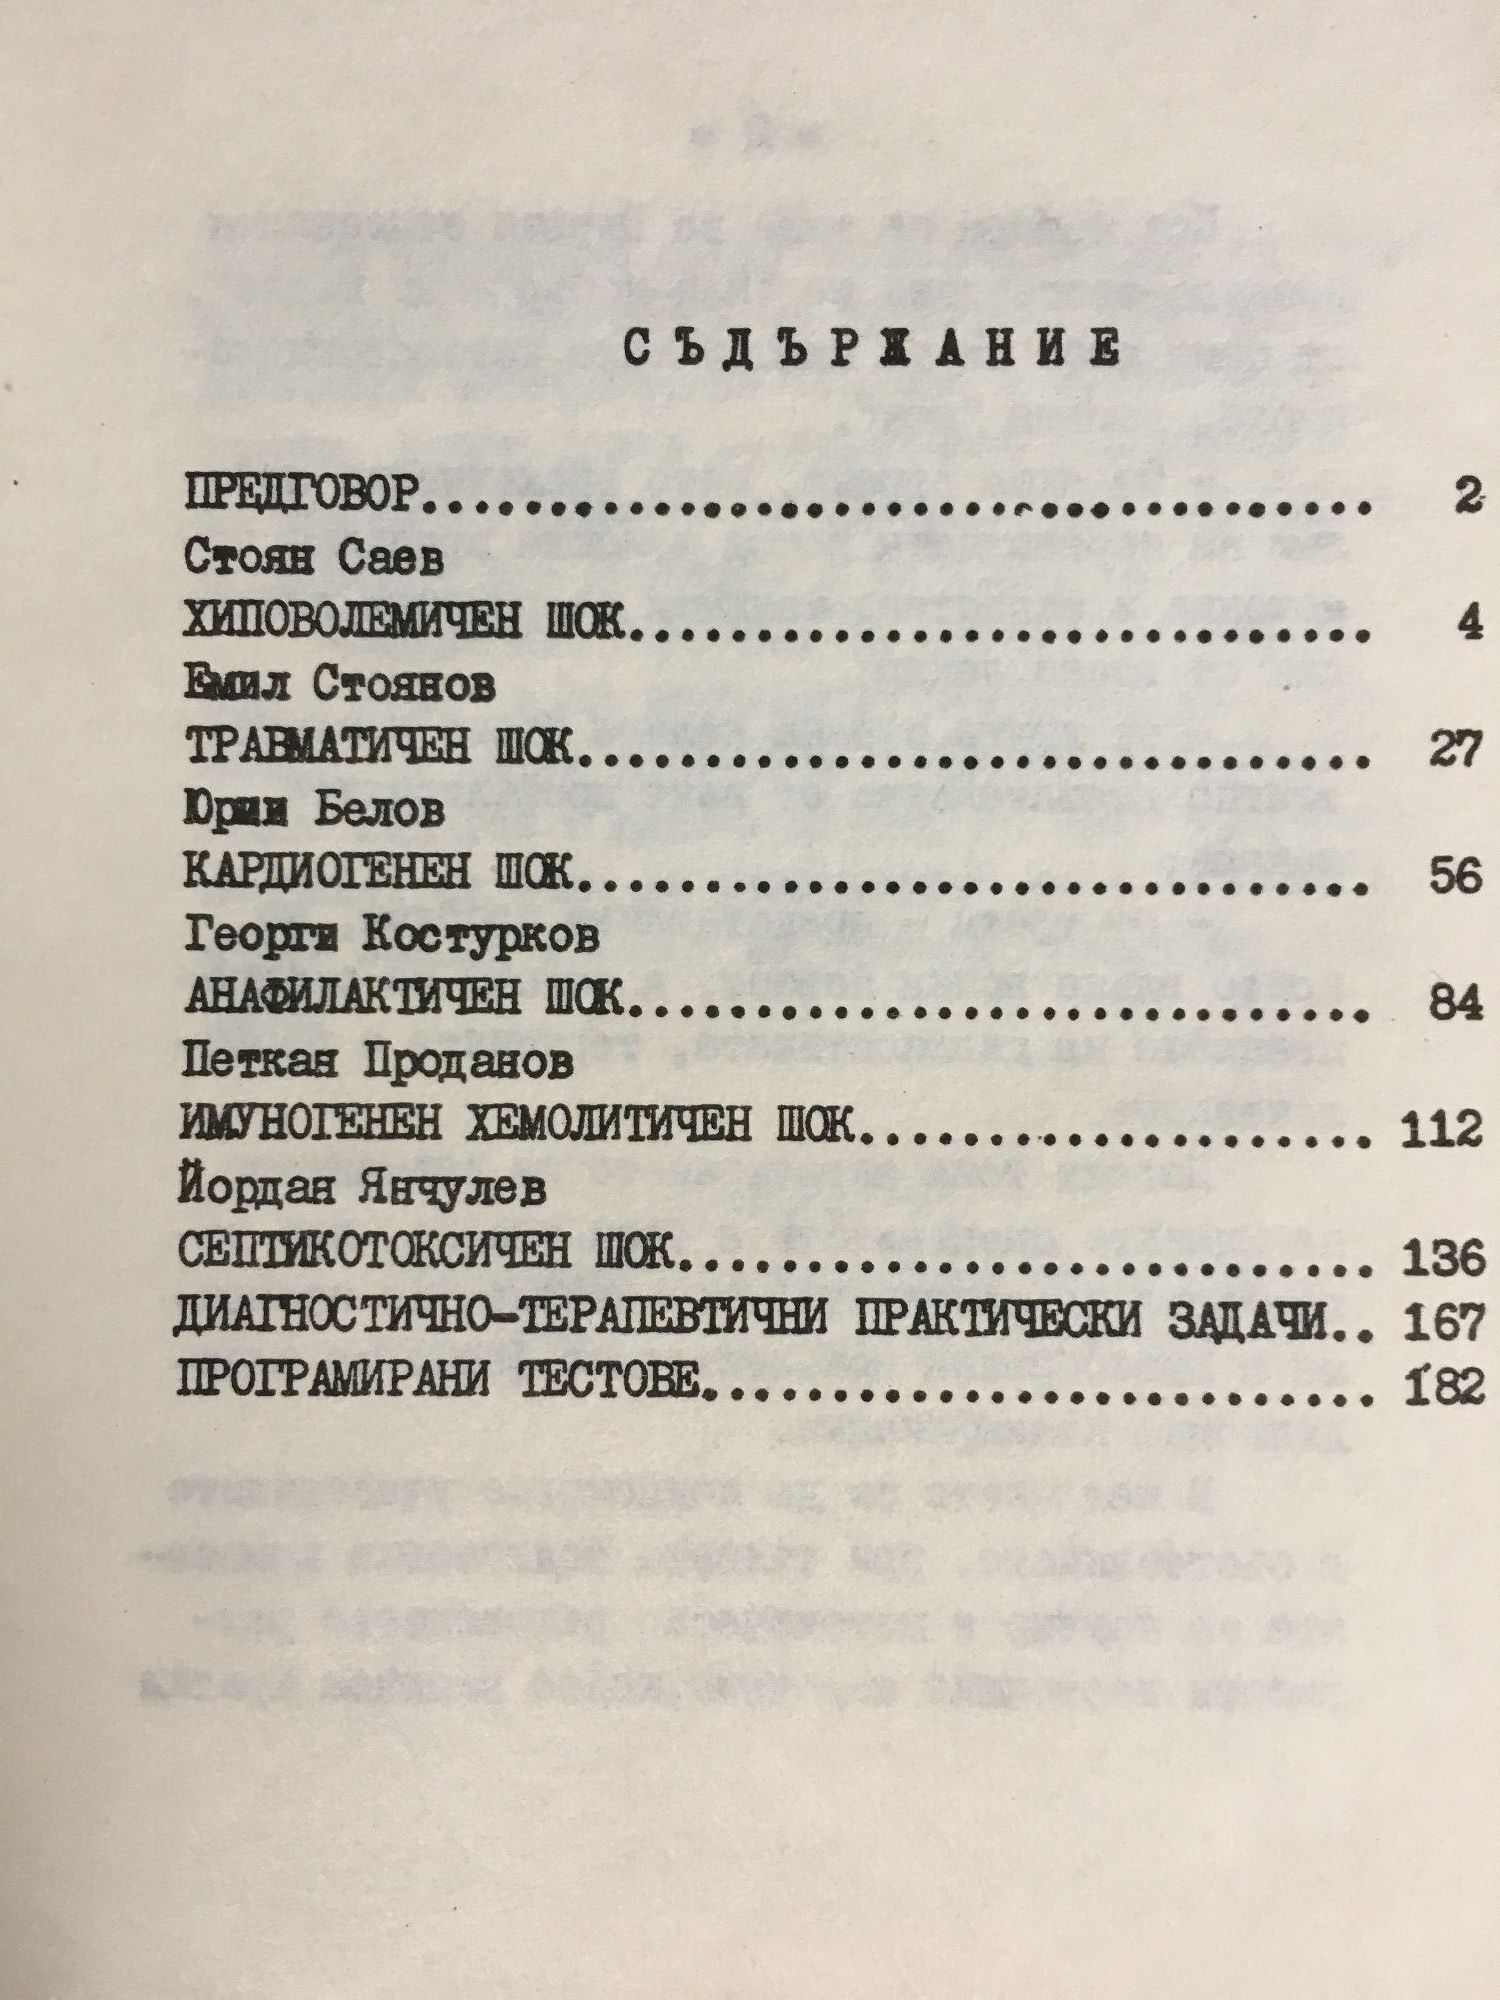 СЪДЪРЖАНИЕ
ПРЕДГОВОР..................................... 2
Стоян Саев
ХИПОВОЛЕМИЧЕН ШОК............................. 4
Емил Стоянов
ТРАВМАТИЧЕН ШОК............................... 27
Юрии Белов
КАРДИОГЕНЕН ШОК............................... 56
Георги Костурков
АНАФИЛАКТИЧЕН ШОК............................. 84
Петкан Проданов
ИМУНОГЕНЕН ХЕМОЛИТИЧЕН ШОК.................... 112
Йордан Янчулев
СЕПТИКОТОКСИЧЕН ШОК........................... 136
ДИАГНОСТИЧНО-ТЕРАПЕВТИЧНИ ПРАКТИЧЕСКИ ЗАДАЧИ.. 167
ПРОГРАМИРАНИ ТЕСТОВЕ.......................... 182